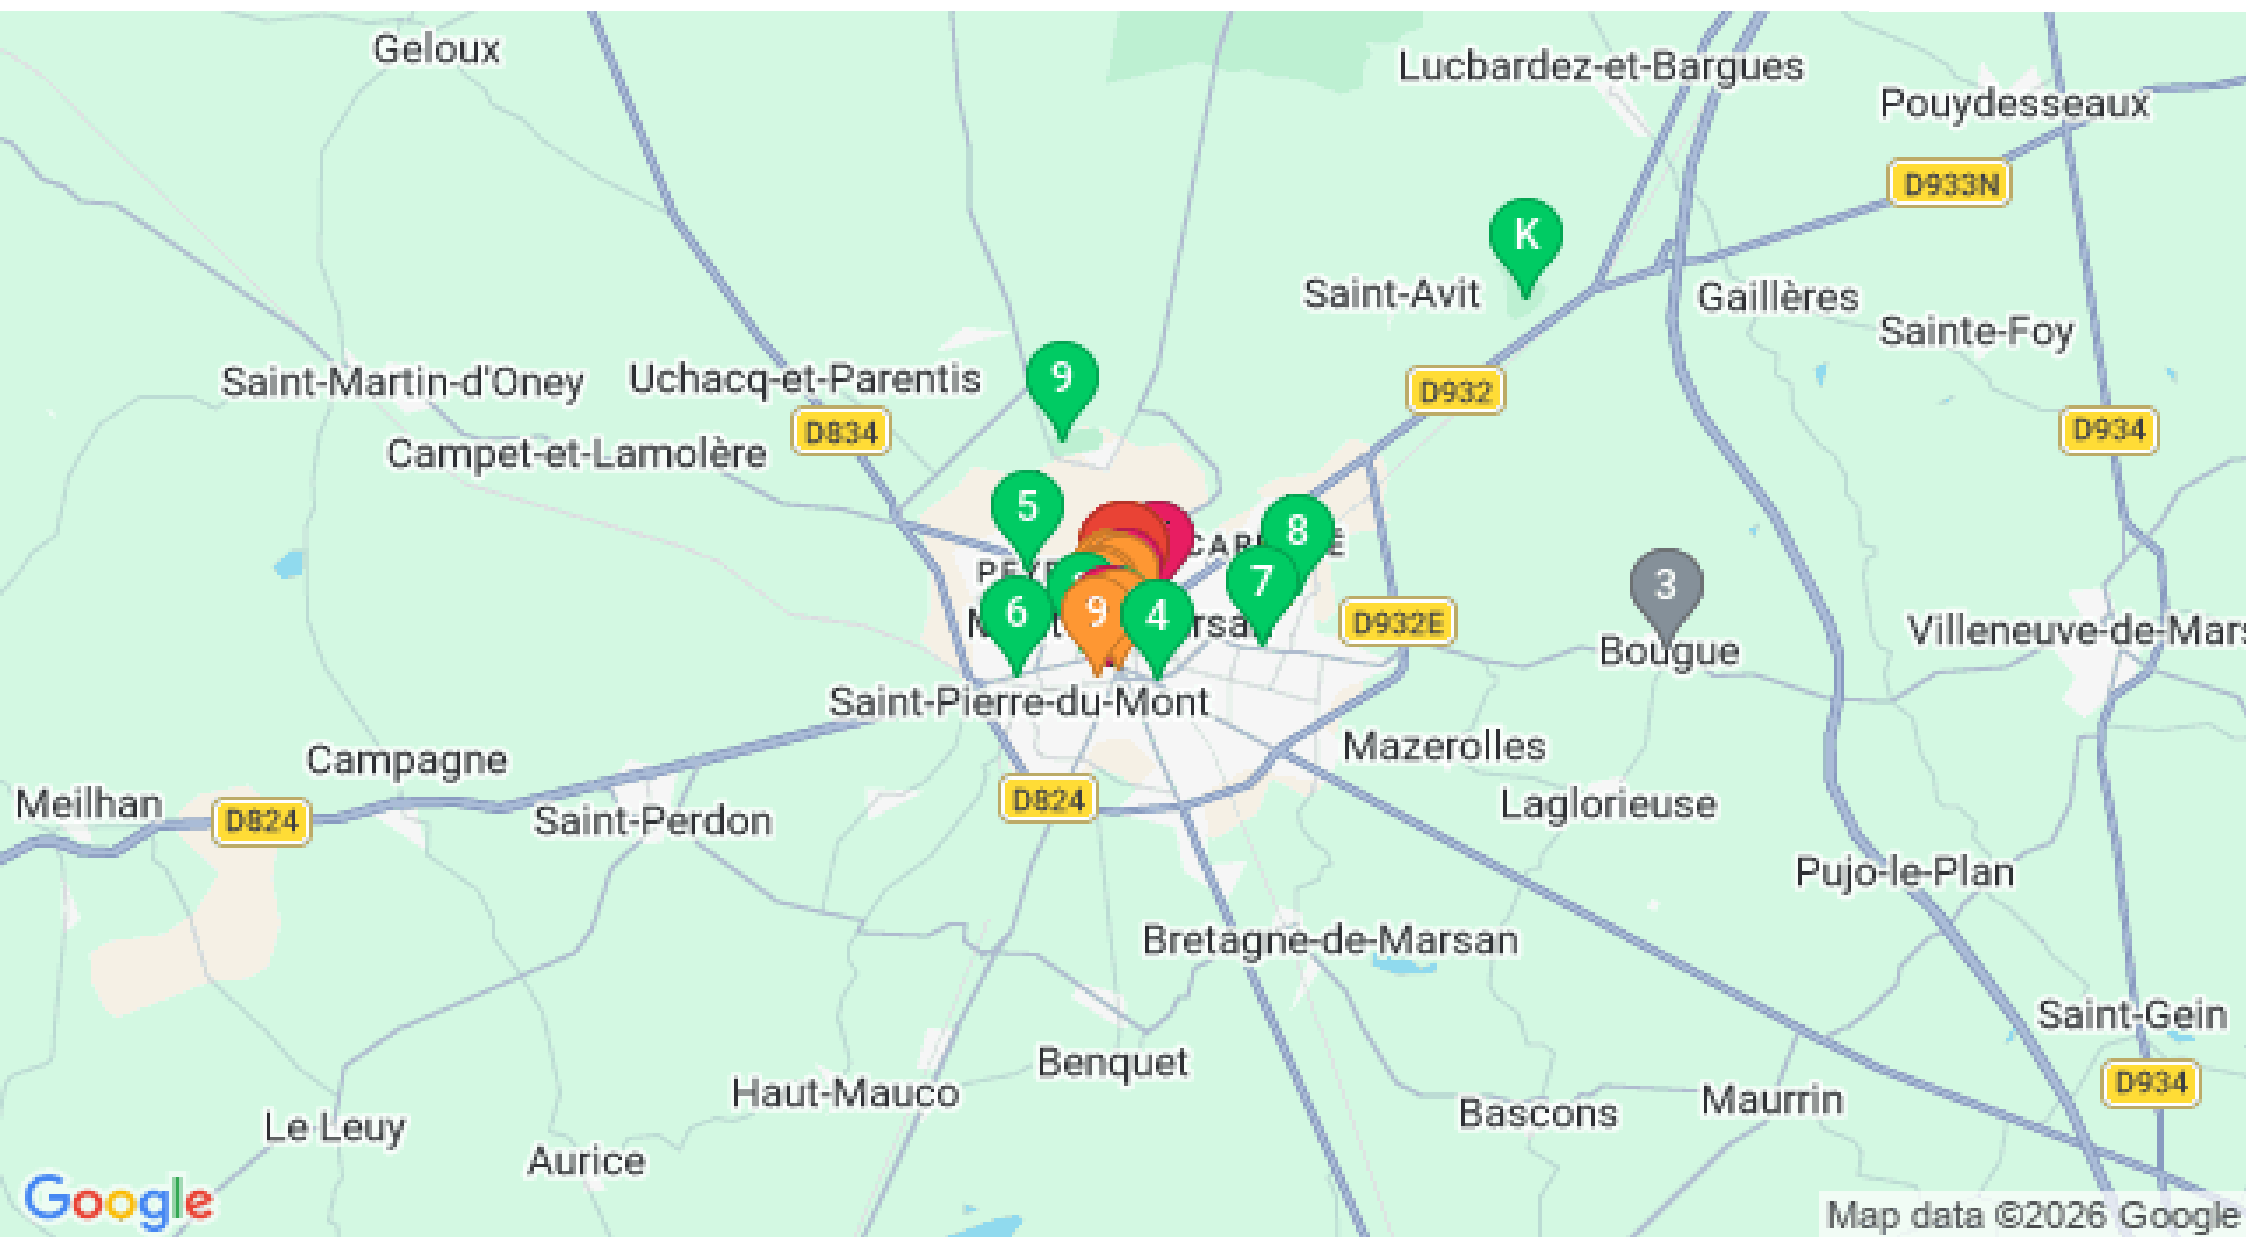 Geloux
Lucbardez-et-Bargues
Pouydesseaux
D933N
K
Saint-Avit
Gaillères
Sainte-Foy
Saint-Martin-d'Oney
Uchacq-et-Parentis
9
D932
D834
D934
Campet-et-Lamolère
5
8
7
3
6
9
4
D932E
Bougue
Villeneuve-de-Mars
Saint-Pierre-du-Mont
Mazerolles
Campagne
Meilhan
D824
Saint-Perdon
D824
Laglorieuse
Pujo-le-Plan
Bretagne-de-Marsan
Saint-Gein
Benquet
Haut-Mauco
D934
Bascons
Maurrin
Le Leuy
Aurice
Google
Map data ©2026 Google